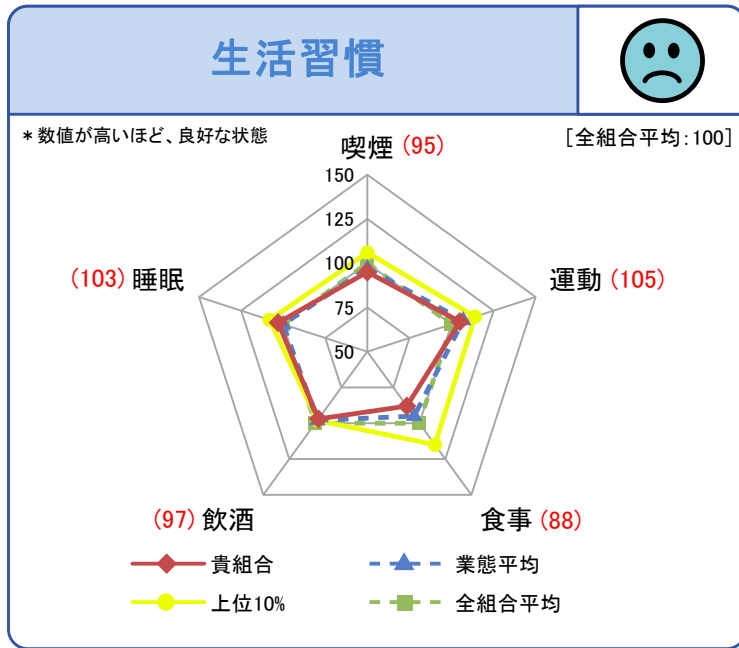 生活習慣
*数値が高いほど、良好な状態
[全組合平均:100]
喫煙 (95)
150
125
100
75
50
(103) 睡眠
運動 (105)
(97) 飲酒
食事 (88)
貴組合
業態平均
上位10%
全組合平均